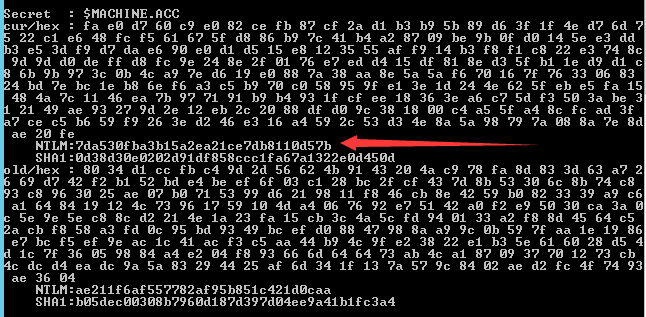 Secret  : $MACHINE.ACC
cur/hex : fa e0 d7 60 c9 e0 82 ce fb 87 cf 2a d1 b3 b9 5b 89 d6 3f 1f 4e d7 6d 7
5 22 c1 e6 48 fc f5 61 67 5f d8 86 b9 7c 41 b4 a2 87 09 be 9b 0f d0 14 5e e3 dd
b3 e5 3d f9 d7 da e6 90 e0 d1 d5 15 e8 12 35 55 af f9 14 b3 f8 f1 c8 22 e3 74 8c
9d 9d d0 de ff d8 fc 9e 24 8e 2f 01 76 e7 ed d4 15 df 81 8e d3 5f b1 1e d9 d1 c
8 6b 9b 97 3c 0b 4c a9 7e d6 19 e0 88 7a 38 aa 8e 5a 5a f6 70 16 7f 76 33 06 83
24 bd 7e bc 1e b8 6e f6 a3 c5 b9 70 c0 58 95 9f e1 3e 1d 24 4e 62 5f eb e5 fa 15
48 4a 7c 11 46 ea 7b 97 71 91 b9 b4 93 1f cf ee 18 36 3e a6 c7 5d f3 50 3a be 3
1 21 49 ae 93 27 9d 2e 12 eb 2c 20 88 df d0 9c 38 18 00 c4 a5 5f a4 8c fc ad 3f
a7 ce c5 b6 59 f9 26 3e d2 46 e3 16 a4 59 2c 53 d3 4e 8a 5a 98 79 7a 08 8a 7e 8d
ae 20 fe
NTLM:7da530fba3b15a2ea21ce7db8110d57b
SHA1:0d38d30e0202d91df858ccc1fa67a1322e0d450d
old/hex : 80 34 d1 cc fb c4 9d 2d 56 62 4b 91 43 20 4a c9 78 fa 8d 83 3d 63 a7 2
6 69 d7 42 f2 b1 52 bd e4 be ef 6f 03 c1 28 bc 2f cf 43 7d 8b 53 30 6c 8b 74 c8
93 c8 96 30 25 ae 07 b0 71 53 99 d6 21 98 11 f8 46 cb 8e 42 59 b0 82 33 39 a9 c6
a1 64 84 19 12 4c 73 96 17 59 10 4d a4 06 76 92 e7 51 42 a0 f2 e9 50 30 ca 3a 0
c 5e 9e 5e c8 8c d2 21 4e 1a 23 fa 15 cb 3c 4a 5c fd 94 01 33 a2 f8 8d 45 64 c5
2a cb f8 58 a3 fd 0c 95 bd 93 49 bc ef d0 88 47 98 8a a9 9c 0b 59 7f aa 1e 19 86
e7 bc f5 ef 9e ac 1c 41 ac f3 c5 aa 44 b9 4c 9f e2 38 22 e1 b3 5e 61 60 28 d5 4
d 1c 7f 36 05 98 84 a4 e2 04 f8 93 66 6d 64 64 73 ab 4c a1 87 09 37 70 12 73 cb
4c dc d4 ea dc 9a 5a 83 29 44 25 af 6d 34 1f 13 7a 57 9c 84 02 ae d2 fc 4f 74 93
ae 36 04
NTLM:ae211f6af557782af95b851c421d0caa
SHA1:b05dec00308b7960d187d397d04ee9a41b1fc3a4